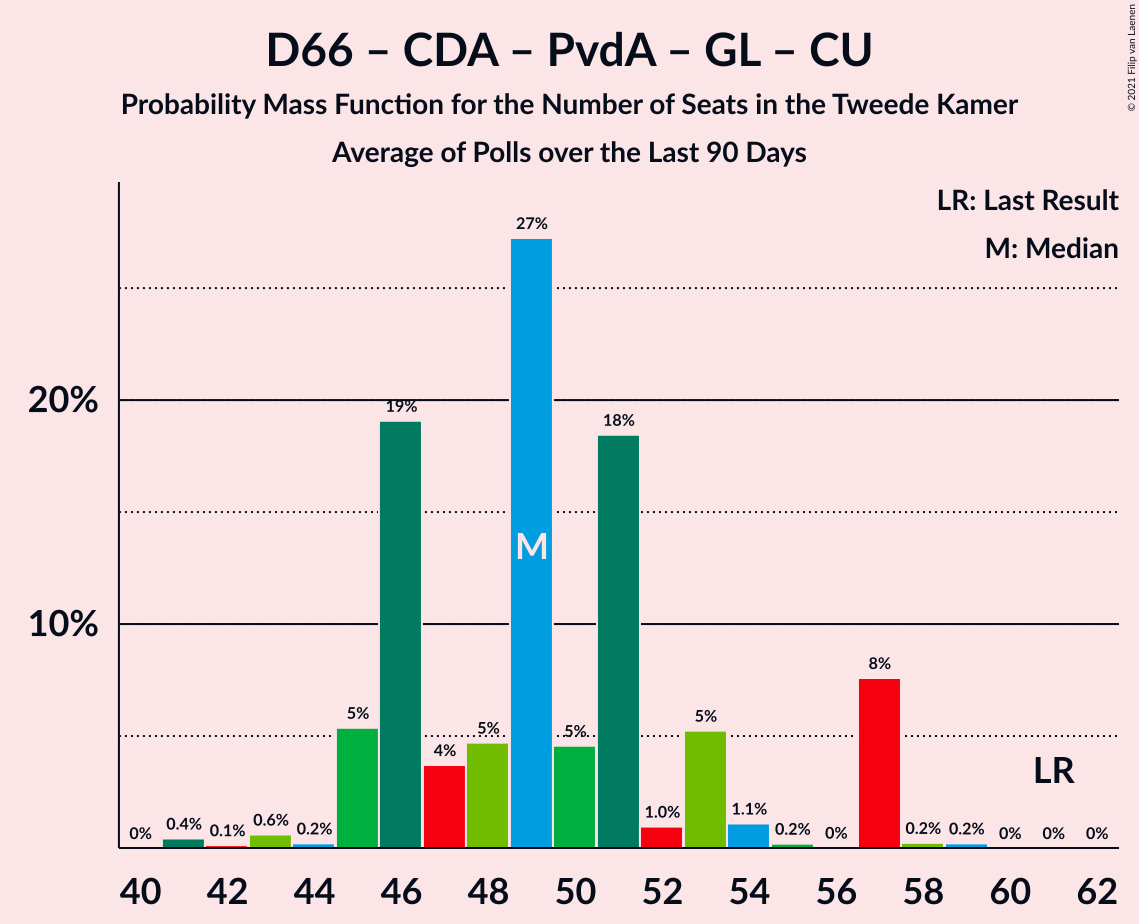 D66 – CDA – PvdA – GL – CU
Probability Mass Function for the Number of Seats in the Tweede Kamer
Average of Polls over the Last 90 Days
© 2021 Filip van Laenen
LR: Last Result
M: Median
27%
20%
19%
18%
M
10%
8%
5%
5%
5%
5%
4%
LR
0%
0.4%
0.1%
0.6%
0.2%
1.0%
1.1%
0.2%
0%
0.2%
0.2%
0%
0%
0%
40 42 44 46 48 50 52 54 56 58 60 62